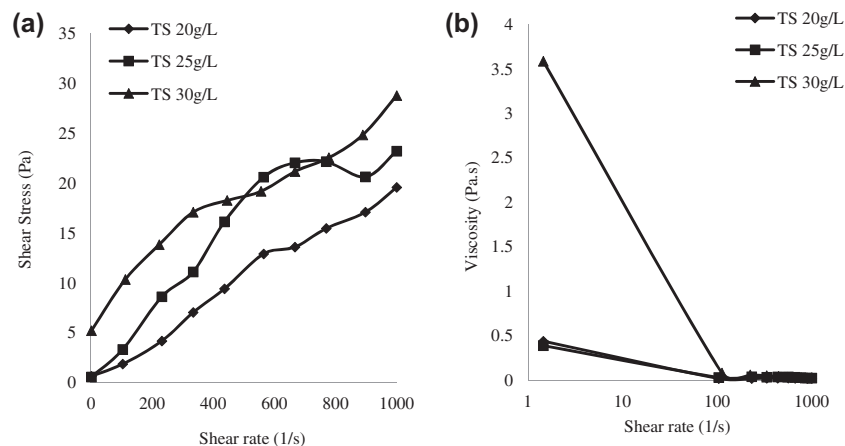 (a)
TS 20g/L
TS 25g/L
TS 30g/L
35
30
25
20
15
10
5
0
Shear Stress (Pa)
0 200 400 600 800 1000
Shear rate (1/s)
(b)
TS 20g/L
TS 25g/L
TS 30g/L
4
3.5
3
2.5
2
1.5
1
0.5
0
Viscosity (Pa.s)
1 10 100 1000
Shear rate (1/s)